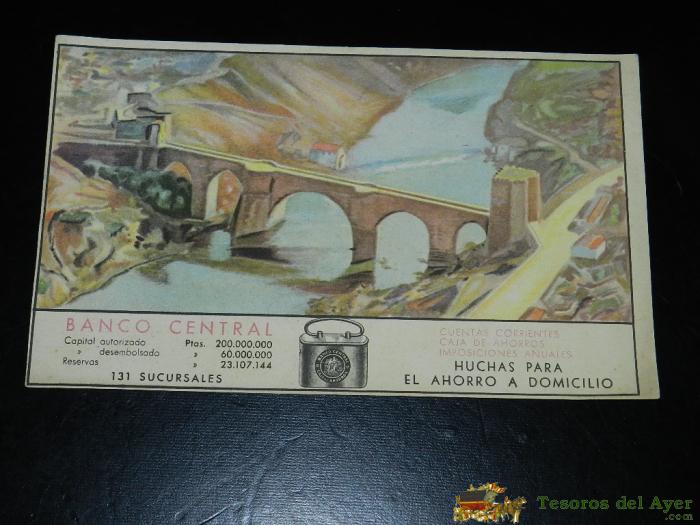 BANCO CENTRAL
Capital autorizado Ptas. 200.000.000
» desembolsado » 60.000.000
Reservas » 23.107.144
131 SUCURSALES
CUENTAS CORRIENTES
CAJA DE AHORROS
IMPOSICIONES ANUALES
HUCHAS PARA
EL AHORRO A DOMICILIO
Tesoros del Ayer
.com